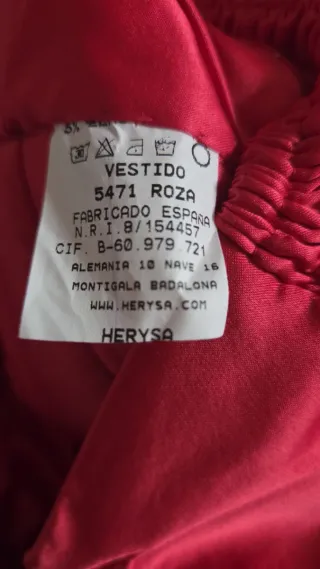 VESTIDO
5471 ROZA
FABRICADO ESPAÑA
N.R.I.8/154457
CIF. B-60.979.721
ALEMANIA 10 NAVE 16
MONTIGALA BADALONA
WWW.HERYSA.COM
HERYSA